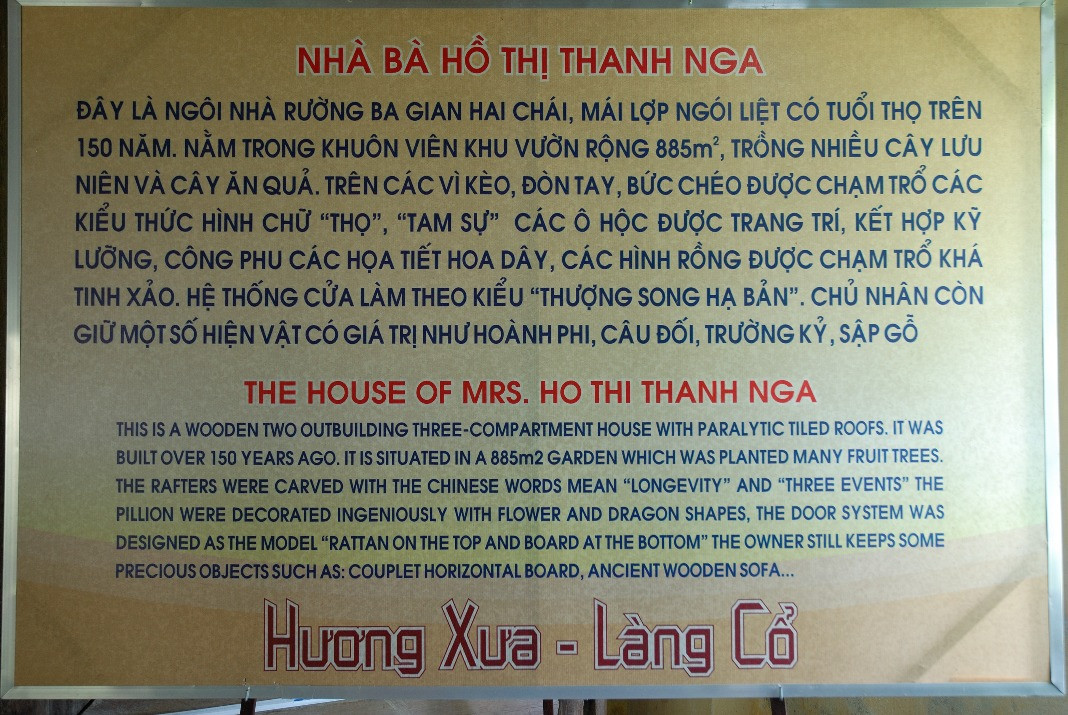 NHÀ BÀ HỒ THỊ THANH NGA
ĐÂY LÀ NGÔI NHÀ RƯỜNG BA GIAN HAI CHÁI, MÁI LỢP NGÓI LIỆT CÓ TUỔI THỌ TRÊN
150 NĂM. NẰM TRONG KHUÔN VIÊN KHU VƯỜN RỘNG 885m², TRỒNG NHIỀU CÂY LƯU
NIÊN VÀ CÂY ĂN QUẢ. TRÊN CÁC VÌ KÈO, ĐÒN TAY, BỨC CHÉO ĐƯỢC CHẠM TRỔ CÁC
KIỂU THỨC HÌNH CHỮ “THỌ”, “TAM SỰ” CÁC Ô HỘC ĐƯỢC TRANG TRÍ, KẾT HỢP KỸ
LƯỠNG, CÔNG PHU CÁC HỌA TIẾT HOA DÂY, CÁC HÌNH RỒNG ĐƯỢC CHẠM TRỔ KHÁ
TINH XẢO. HỆ THỐNG CỬA LÀM THEO KIỂU “THƯỢNG SONG HẠ BẢN”. CHỦ NHÂN CÒN
GIỮ MỘT SỐ HIỆN VẬT CÓ GIÁ TRỊ NHƯ HOÀNH PHI, CÂU ĐỐI, TRƯỜNG KỶ, SẬP GỖ
THE HOUSE OF MRS. HO THI THANH NGA
THIS IS A WOODEN TWO OUTBUILDING THREE-COMPARTMENT HOUSE WITH PARALYTIC TILED ROOFS. IT WAS
BUILT OVER 150 YEARS AGO. IT IS SITUATED IN A 885m2 GARDEN WHICH WAS PLANTED MANY FRUIT TREES.
THE RAFTERS WERE CARVED WITH THE CHINESE WORDS MEAN “LONGEVITY” AND “THREE EVENTS” THE
PILLION WERE DECORATED INGENIOUSLY WITH FLOWER AND DRAGON SHAPES, THE DOOR SYSTEM WAS
DESIGNED AS THE MODEL “RATTAN ON THE TOP AND BOARD AT THE BOTTOM” THE OWNER STILL KEEPS SOME
PRECIOUS OBJECTS SUCH AS: COUPLET HORIZONTAL BOARD, ANCIENT WOODEN SOFA...
Hương Xưa - Làng Cổ